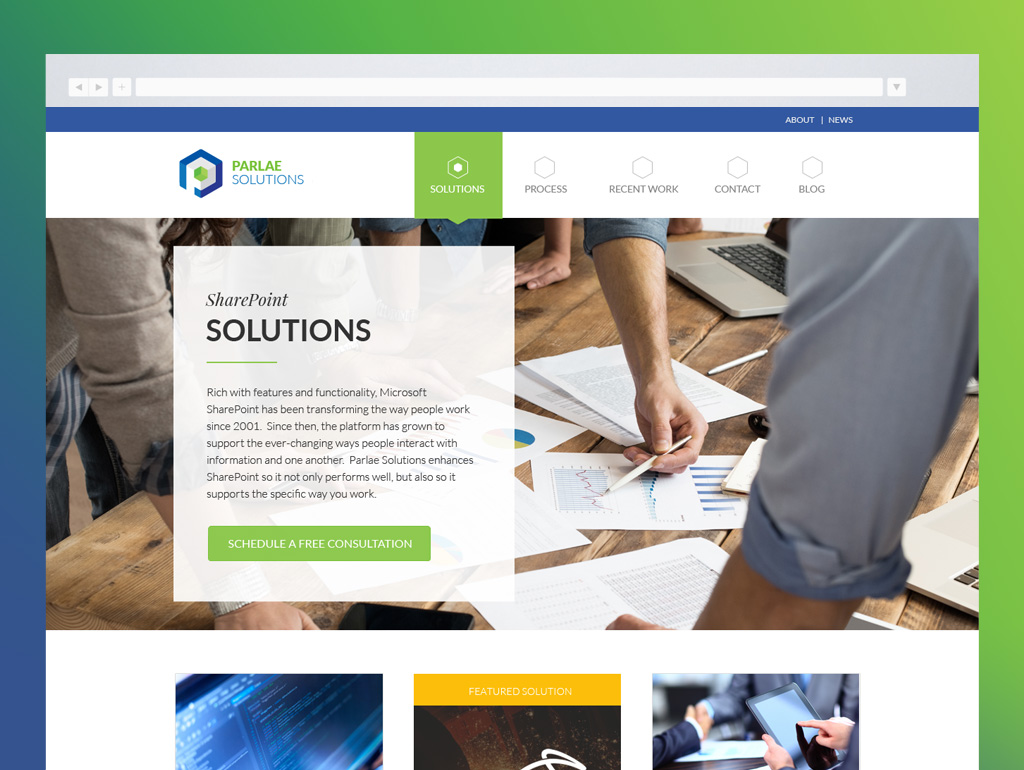 ABOUT | NEWS
PARLAE
SOLUTIONS
SOLUTIONS
PROCESS
RECENT WORK
CONTACT
BLOG
SharePoint
SOLUTIONS
Rich with features and functionality, Microsoft
SharePoint has been transforming the way people work
since 2001. Since then, the platform has grown to
support the ever-changing ways people interact with
information and one another. Parlae Solutions enhances
SharePoint so it not only performs well, but also so it
supports the specific way you work.
SCHEDULE A FREE CONSULTATION
FEATURED SOLUTION